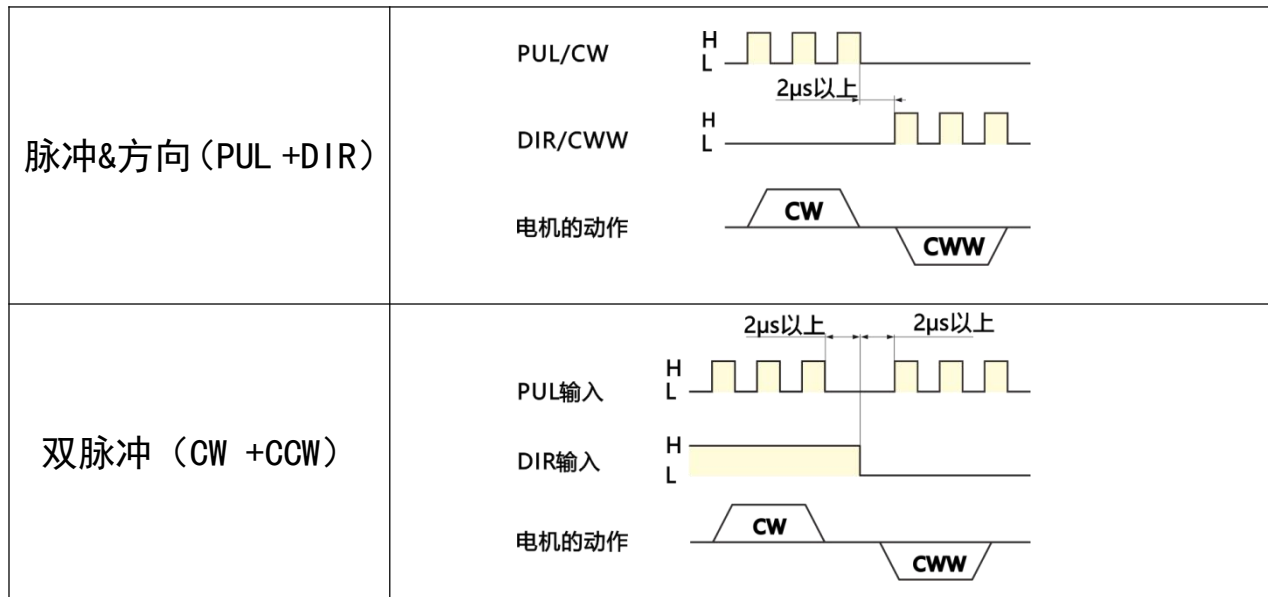 脉冲&方向(PUL +DIR)
PUL/CW
H
L
2μs以上
DIR/CWW
H
L
电机的动作
CW
CWW
双脉冲（CW +CCW）
2μs以上 2μs以上
PUL输入
H
L
DIR输入
H
L
电机的动作
CW
CWW